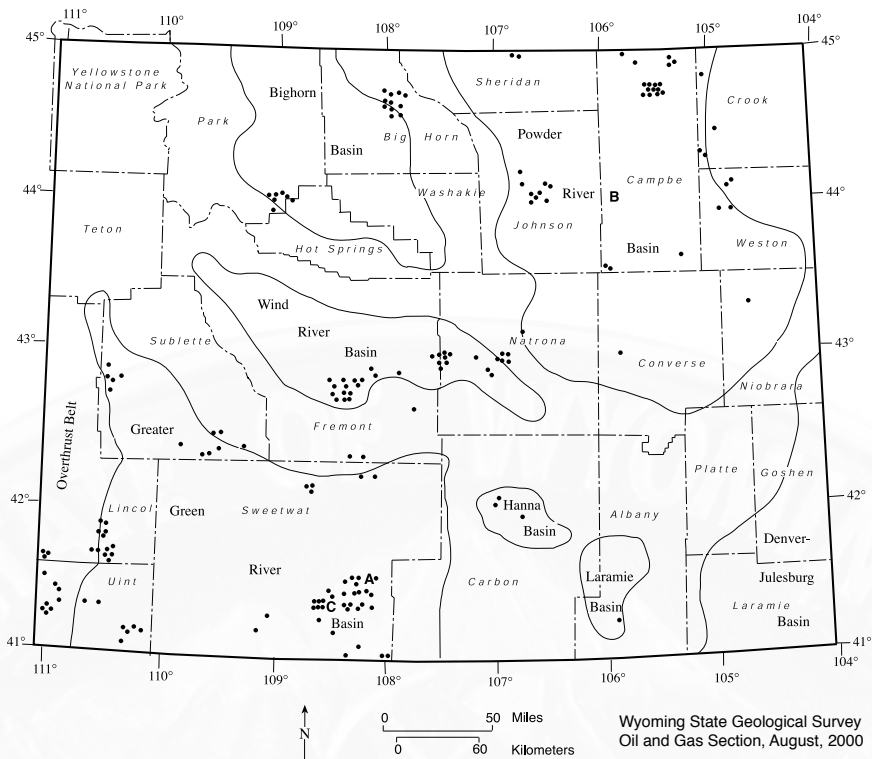 111° 110° 109° 108° 107° 106° 105° 104°
45° 45°
Yellowstone
National Park
Sheridan
Bighorn
Crook
Park
Powder
Big Horn
Basin
Campbe
44° 44°
Washakie
River
B
Teton
Johnson
Hot Springs
Basin
Weston
Wind
River
43° 43°
Sublette
Natrona
Basin
Converse
Niobrara
Overthrust Belt
Greater
Fremont
Platte
Goshen
42° 42°
Lincol
Green
Sweetwat
Hanna
Albany
Basin
Denver-
River
A
Uint
Carbon
Laramie
Julesburg
C
Basin
Laramie
Basin
Basin
41° 41°
111° 110° 109° 108° 107° 106° 105° 104°
N
0 50 Miles
0 60 Kilometers
Wyoming State Geological Survey
Oil and Gas Section, August, 2000